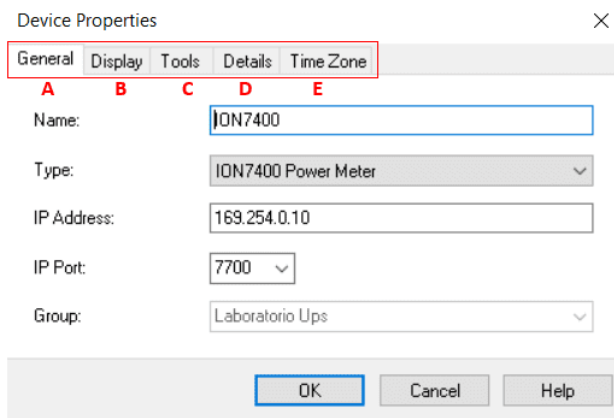 Device Properties
General Display Tools Details Time Zone
A B C D E
Name: ION7400
Type: ION7400 Power Meter
IP Address: 169.254.0.10
IP Port: 7700
Group: Laboratorio Ups
OK Cancel Help